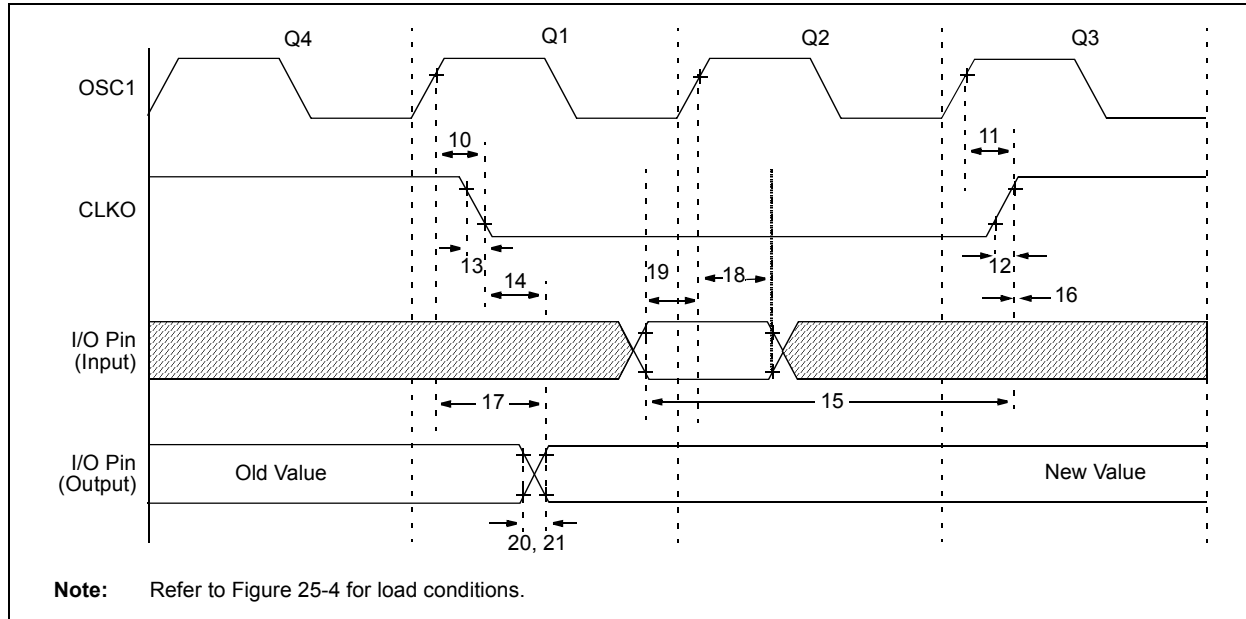 Q4 Q1 Q2 Q3
OSC1
10 11
CLKO
13 14 19 18 12 16
I/O Pin
(Input)
17 15
I/O Pin
(Output)
Old Value New Value
20, 21
Note: Refer to Figure 25-4 for load conditions.